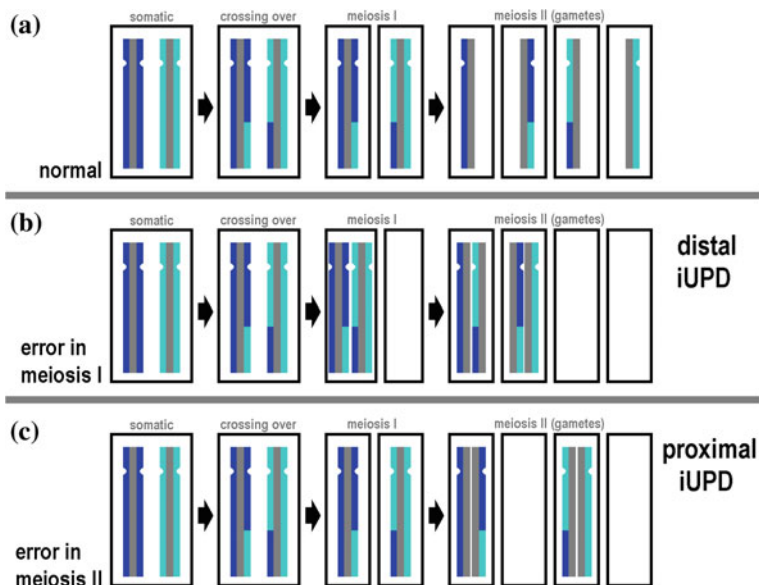 (a)
somatic
crossing over
meiosis I
meiosis II (gametes)
normal
(b)
somatic
crossing over
meiosis I
meiosis II (gametes)
distal
iUPD
error in
meiosis I
(c)
somatic
crossing over
meiosis I
meiosis II (gametes)
proximal
iUPD
error in
meiosis II